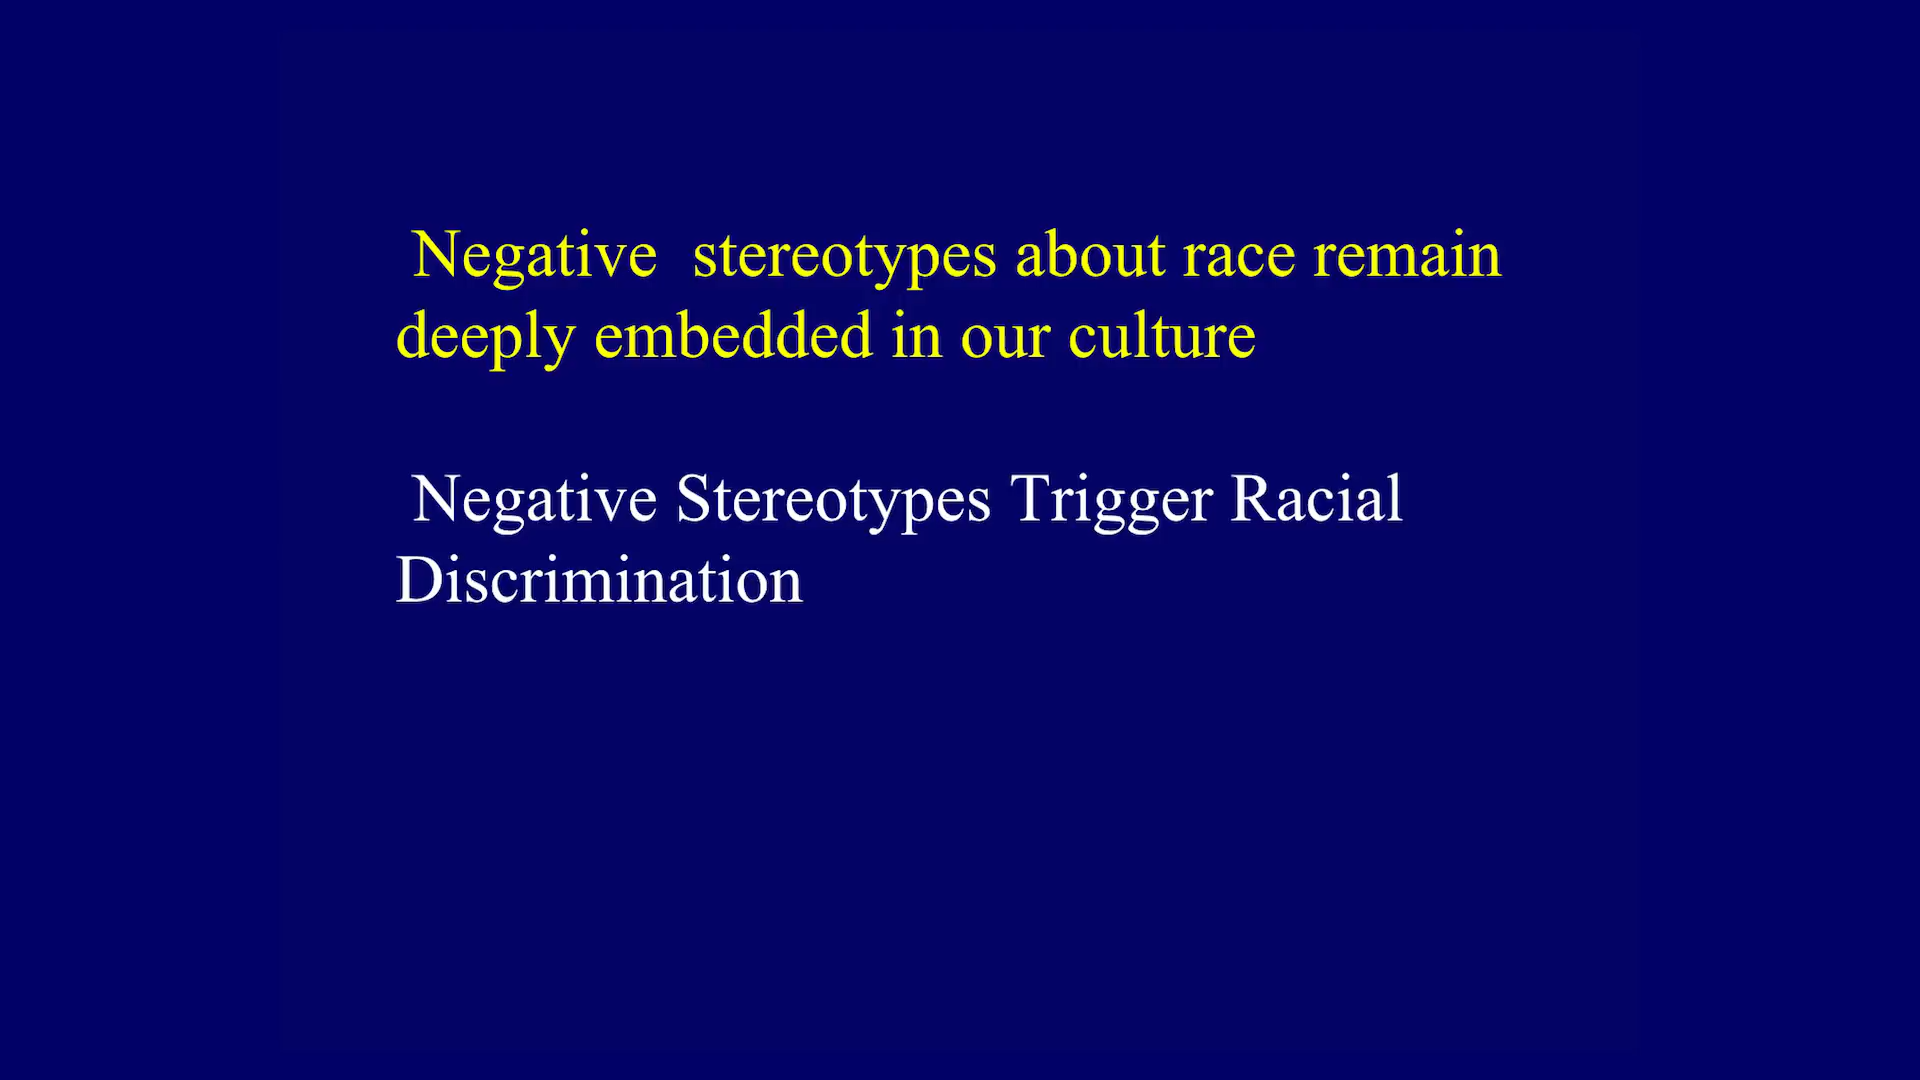 Negative  stereotypes about race remain
deeply embedded in our culture
Negative Stereotypes Trigger Racial
Discrimination